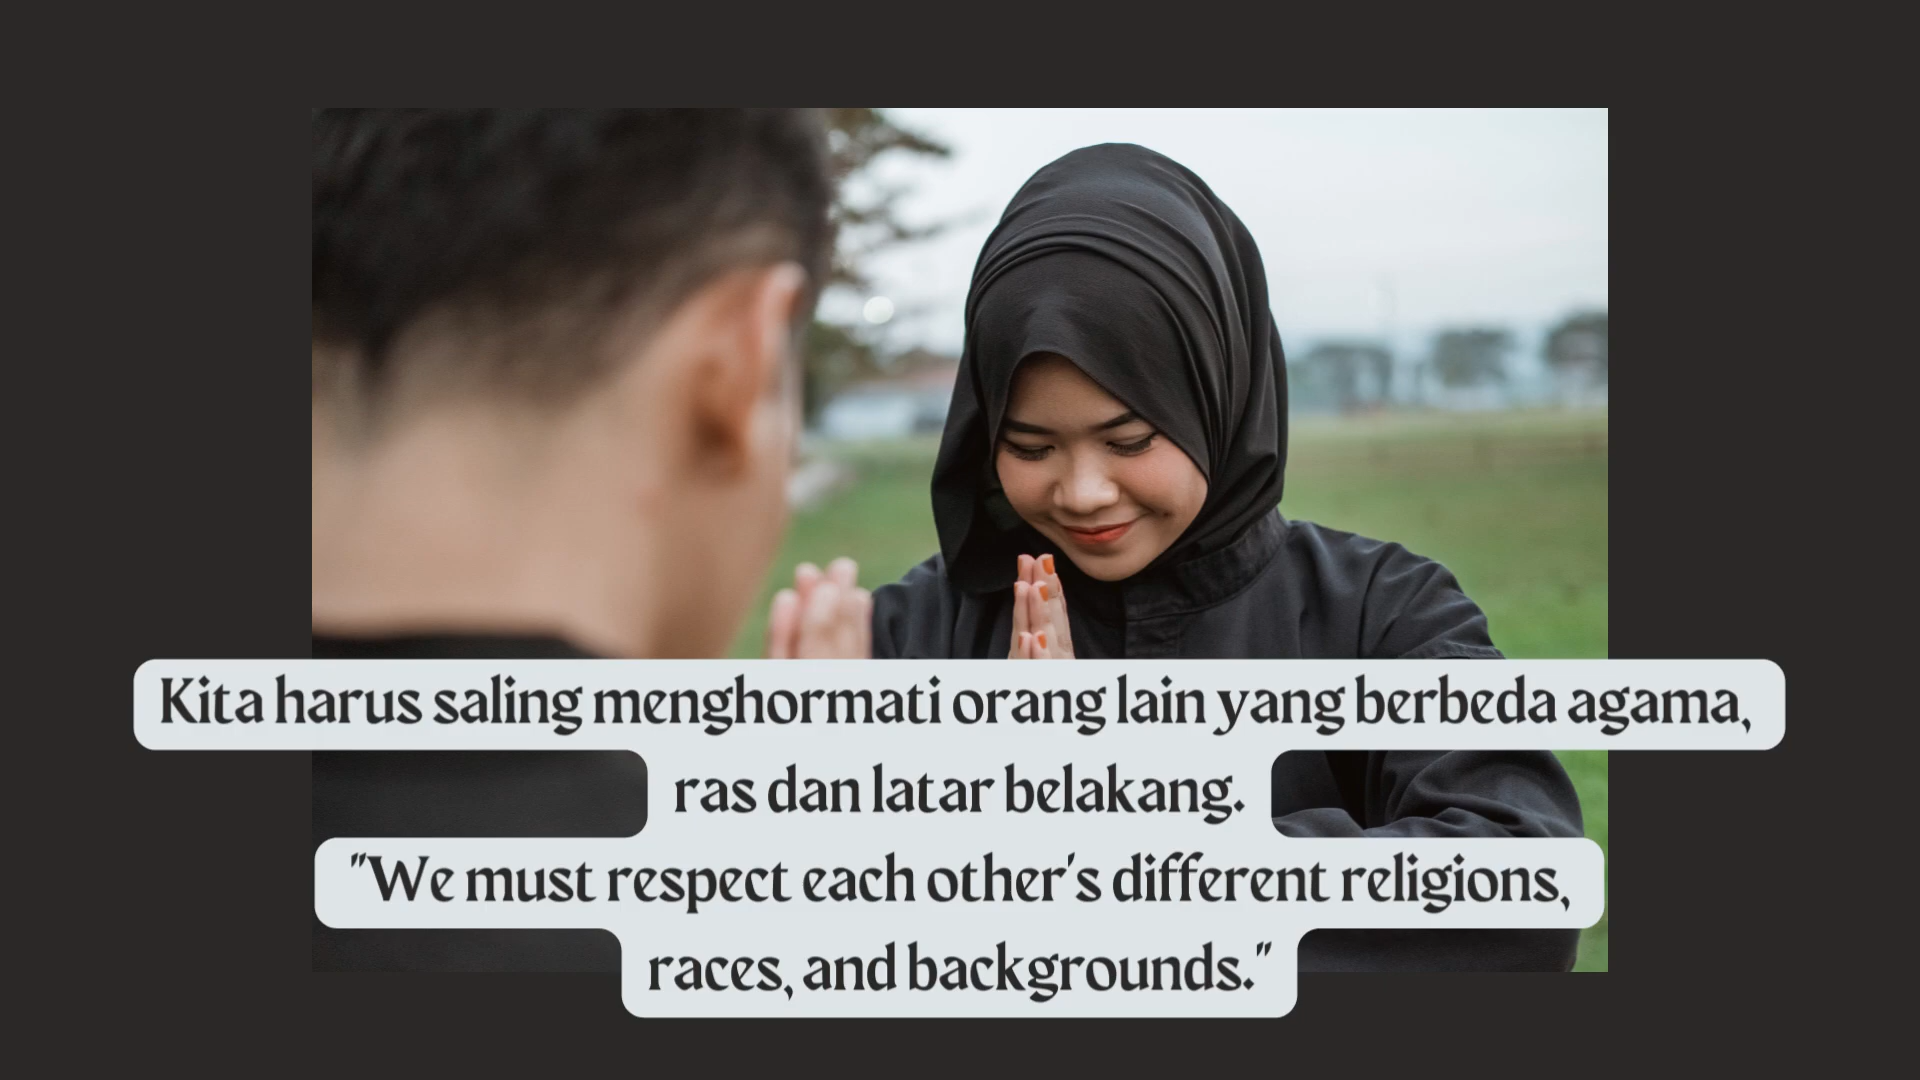 Kita harus saling menghormati orang lain yang berbeda agama,
ras dan latar belakang.
"We must respect each other's different religions,
races, and backgrounds."